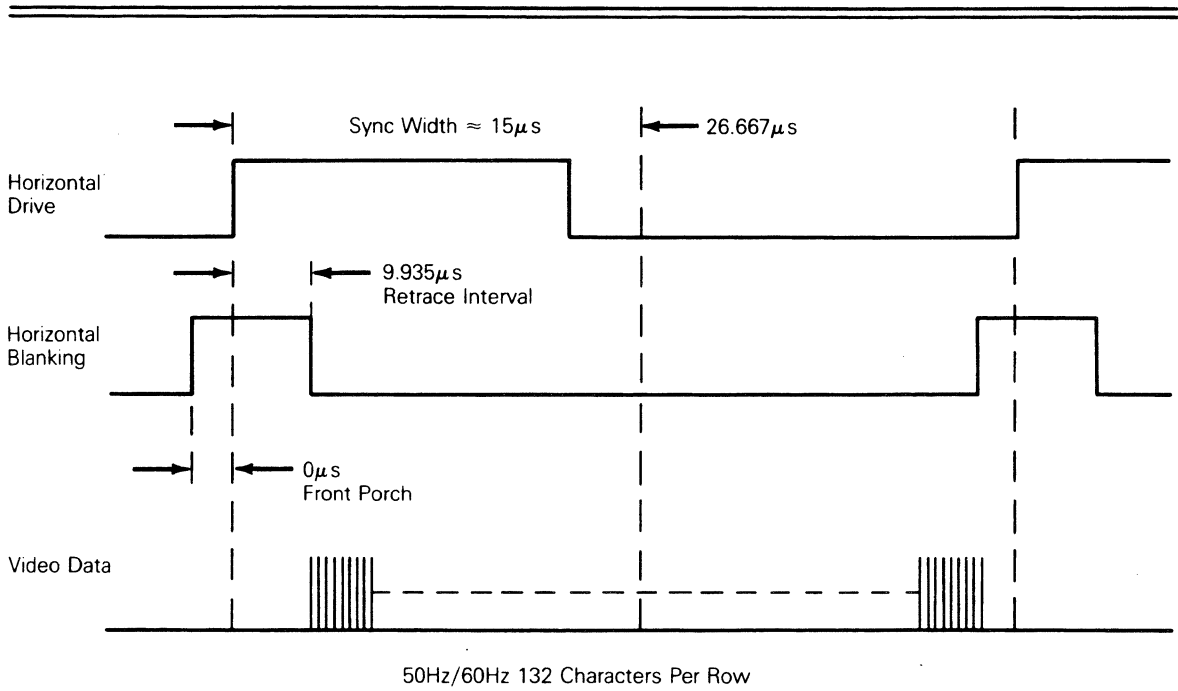 Sync Width ≈ 15μs
26.667μs
Horizontal
Drive
9.935μs
Retrace Interval
Horizontal
Blanking
0μs
Front Porch
Video Data
50Hz/60Hz 132 Characters Per Row